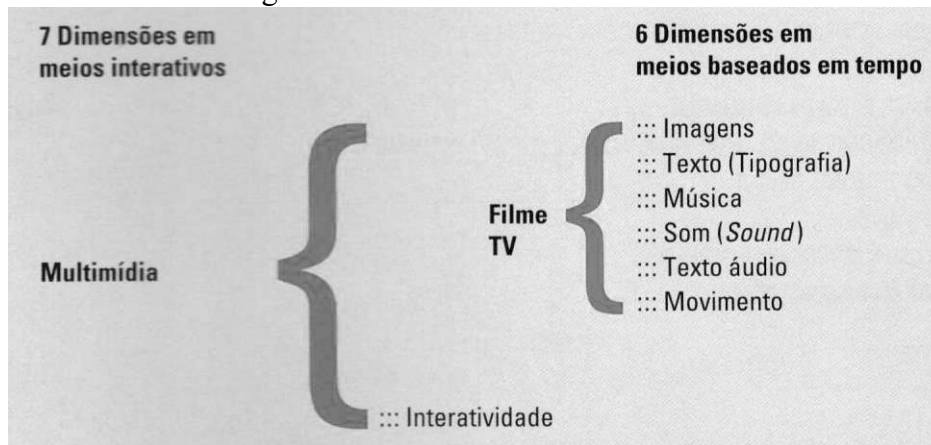 7 Dimensões em
meios interativos
6 Dimensões em
meios baseados em tempo
::: Imagens
::: Texto (Tipografia)
::: Música
Filme
TV
::: Som (Sound)
::: Texto áudio
::: Movimento
Multimídia
::: Interatividade